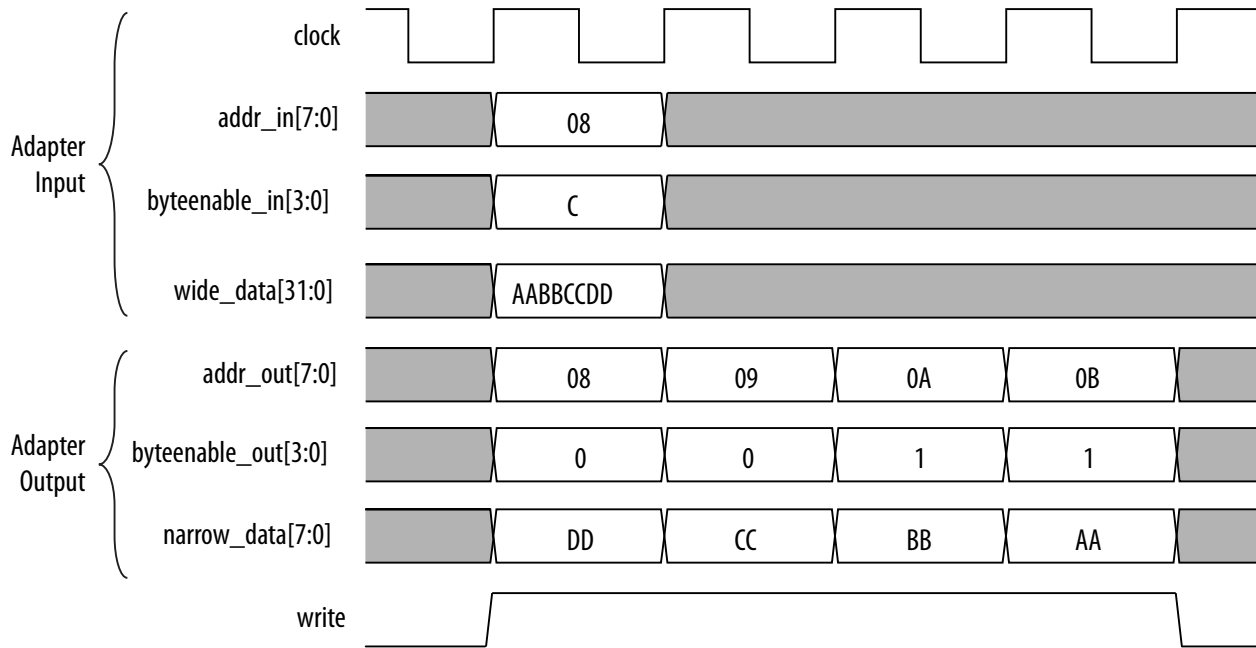 clock
addr_in[7:0] 08
Adapter
Input
byteenable_in[3:0] C
wide_data[31:0] AABBCCDD
addr_out[7:0] 08 09 0A 0B
Adapter
Output
byteenable_out[3:0] 0 0 1 1
narrow_data[7:0] DD CC BB AA
write